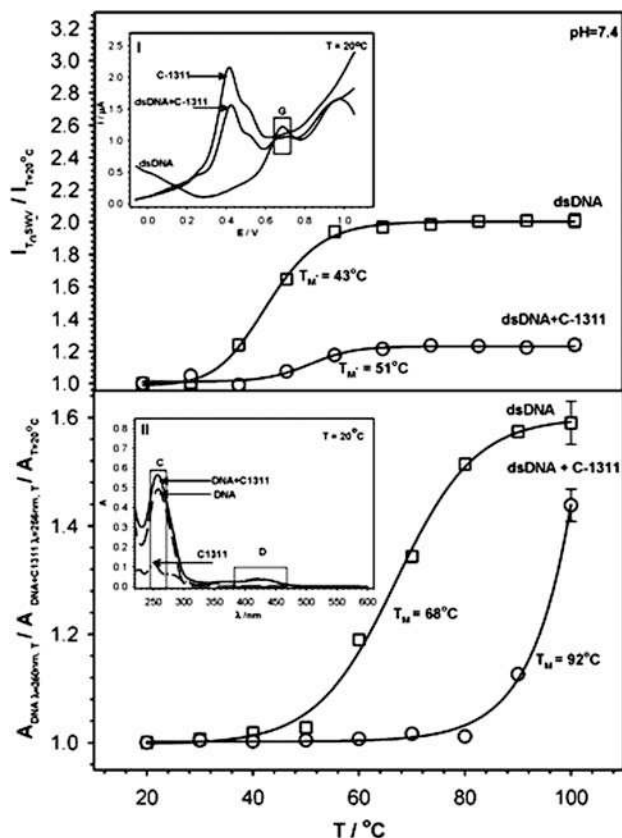 pH=7.4
3.2
3.0
2.8
2.6
2.4
2.2
2.0
1.8
1.6
1.4
1.2
1.0
I
T = 20°C
C-1311
dsDNA+C-1311
dsDNA
G
I / µA
2.5
2.0
1.5
1.0
0.5
0.0
0.0 0.2 0.4 0.6 0.8 1.0
E / V
dsDNA
T_M' = 43°C
dsDNA+C-1311
T_M' = 51°C
1.6
1.4
1.2
1.0
II
T = 20°C
C
DNA+C1311
DNA
C1311
D
A
0.8
0.7
0.6
0.5
0.4
0.3
0.2
0.1
0.0
250 300 350 400 450 500 550 600
λ /nm
dsDNA
dsDNA + C-1311
T_M = 68°C
T_M = 92°C
20 40 60 80 100
T / °C